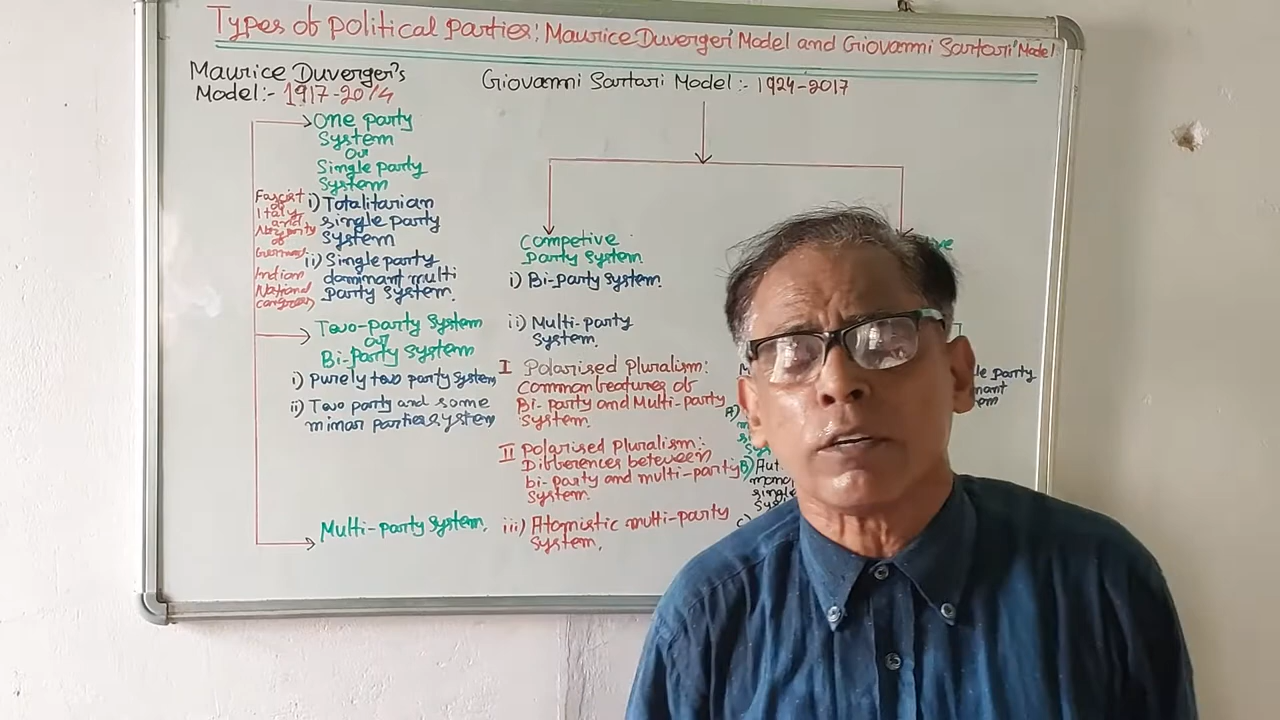 Types of political parties: Maurice Duverger Model and Giovanni Sartori Model
Maurice Duverger's
Model:- 1917-2014
One party
System
Or
Single party
System
i) Totalitarian
single party
System
ii) Single party
dominant multi
party System.
Fascist
of
Italy
and
of
Indian
National
Two-party System
or
Bi-party System
i) Purely two party System
ii) Two party and some
minor parties System
Multi-party System.
Giovanni Sartori Model:- 1924-2017
Competive
Party System.
i) Bi-Party System.
ii) Multi-party
System.
I Polarised Pluralism:
Common features of
Bi-party and Multi-party
System.
II Polarised Pluralism:-
Differences between
bi-party and multi-party
System.
iii) Atomistic multi-party
System.
A)
B)
C)
party